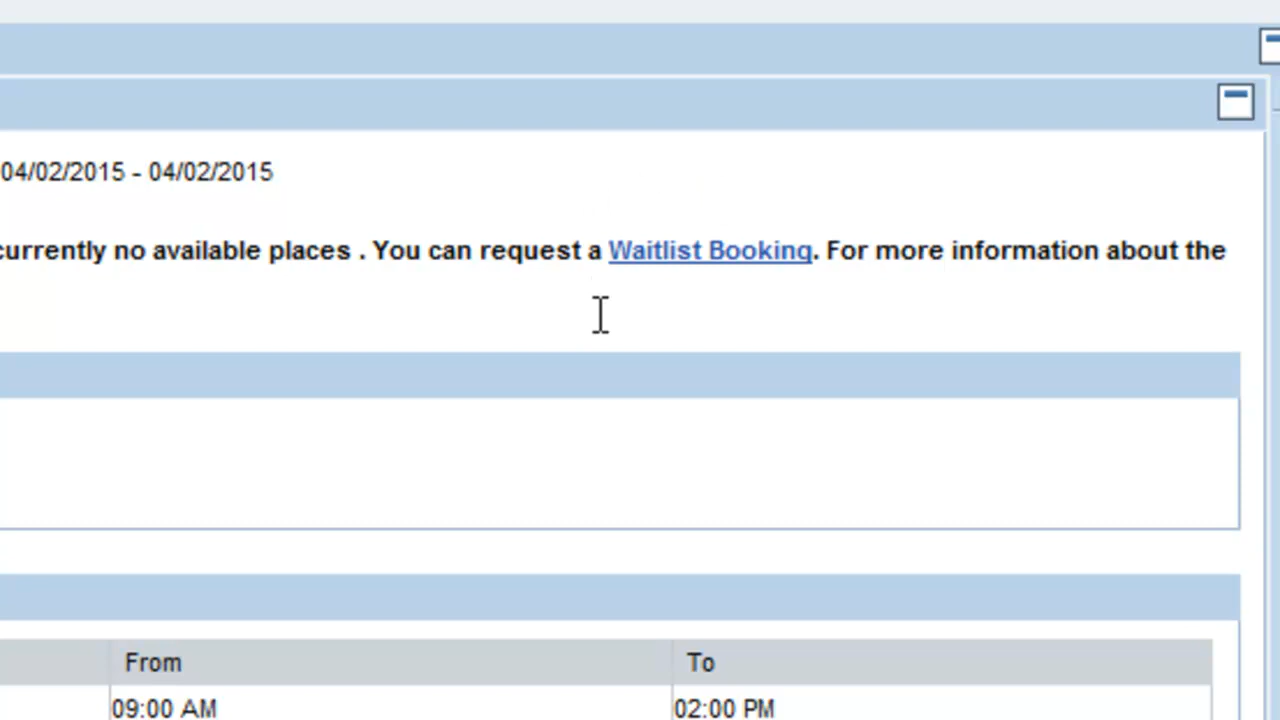 04/02/2015 - 04/02/2015
currently no available places . You can request a Waitlist Booking. For more information about the
From To
09:00 AM 02:00 PM